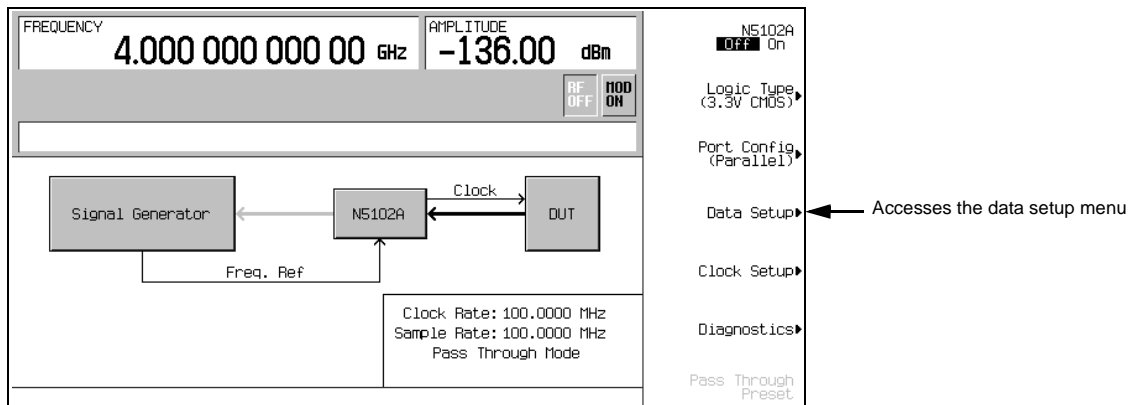 FREQUENCY
4.000 000 000 00 GHz
AMPLITUDE
-136.00 dBm
RF
OFF
MOD
ON
Signal Generator
N5102A
Clock
DUT
Freq. Ref
Clock Rate: 100.0000 MHz
Sample Rate: 100.0000 MHz
Pass Through Mode
N5102A
Off On
Logic Type
(3.3V CMOS)
Port Config
(Parallel)
Data Setup
Accesses the data setup menu
Clock Setup
Diagnostics
Pass Through
Preset